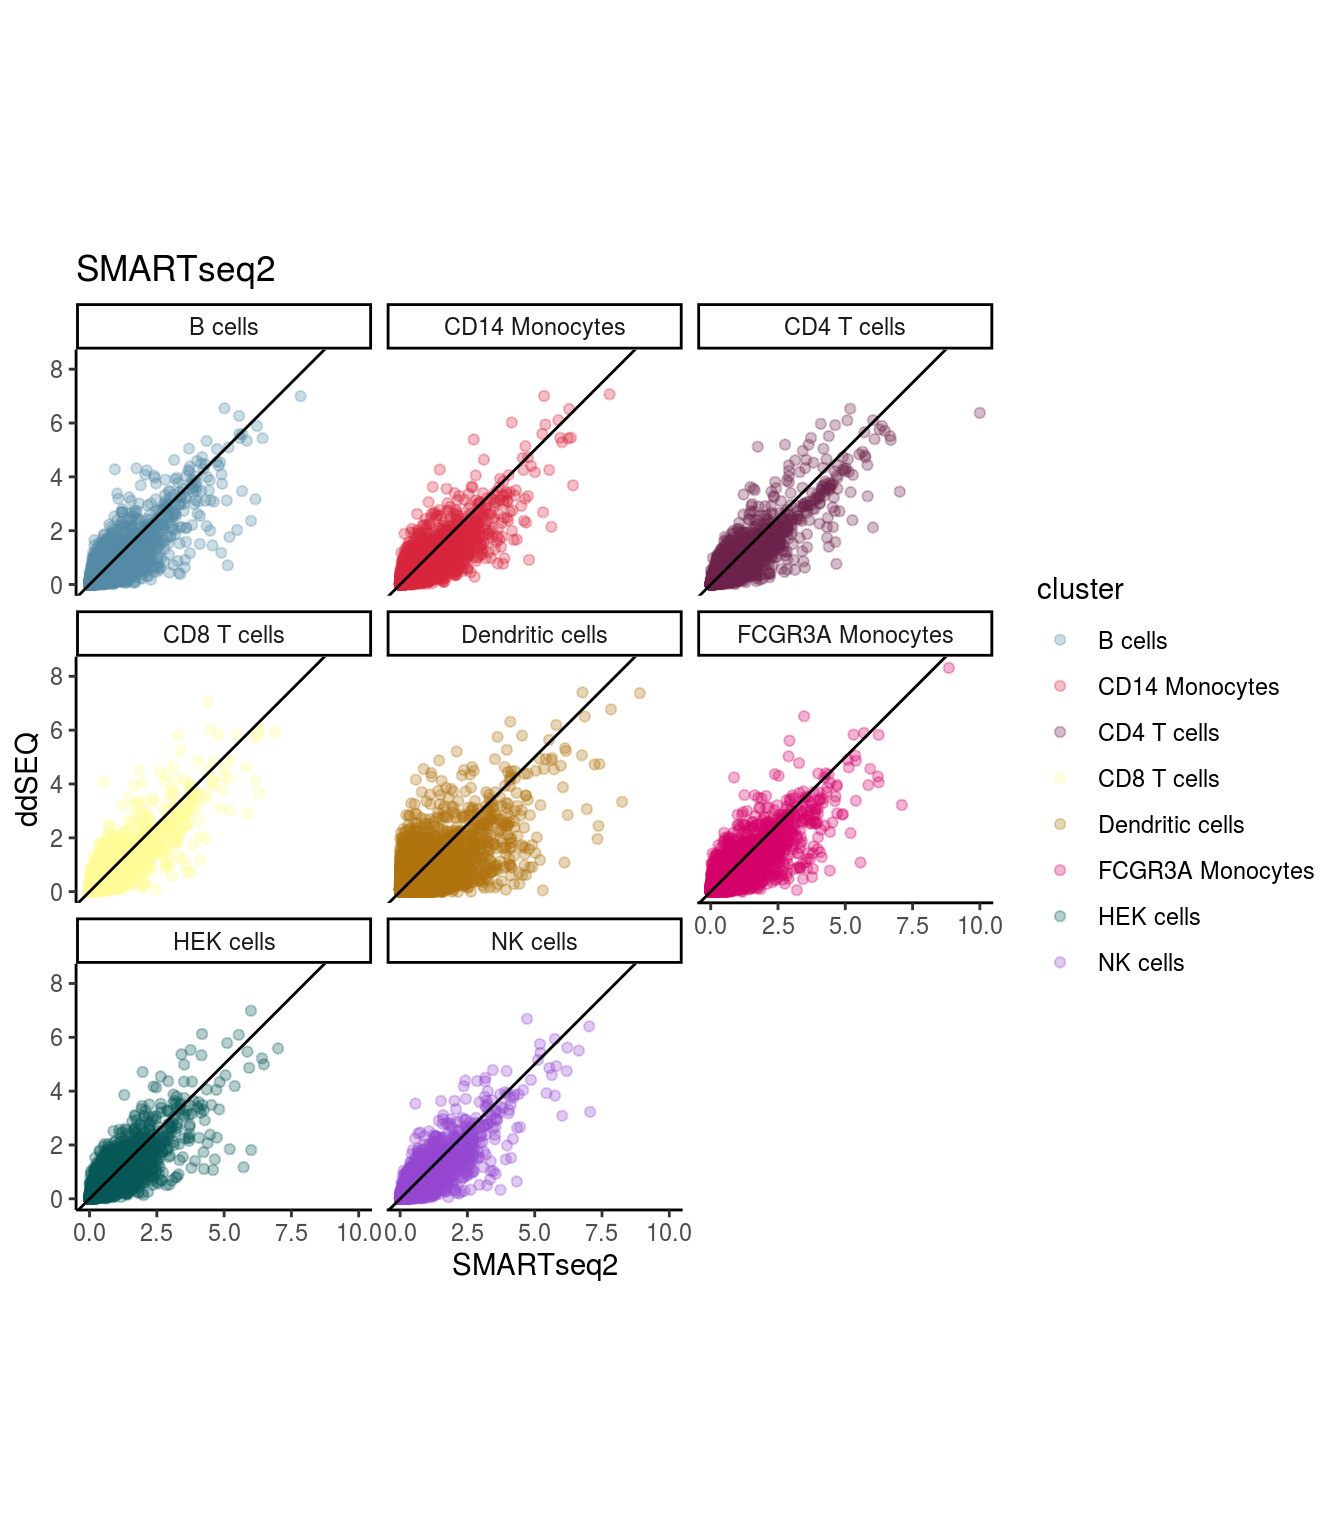 SMARTseq2
B cells
CD14 Monocytes
CD4 T cells
8
6
4
2
0
CD8 T cells
Dendritic cells
FCGR3A Monocytes
8
6
4
2
0
0.0 2.5 5.0 7.5 10.0
HEK cells
NK cells
8
6
4
2
0
0.0 2.5 5.0 7.5 10.0
0.0 2.5 5.0 7.5 10.0
SMARTseq2
ddSEQ
cluster
B cells
CD14 Monocytes
CD4 T cells
CD8 T cells
Dendritic cells
FCGR3A Monocytes
HEK cells
NK cells